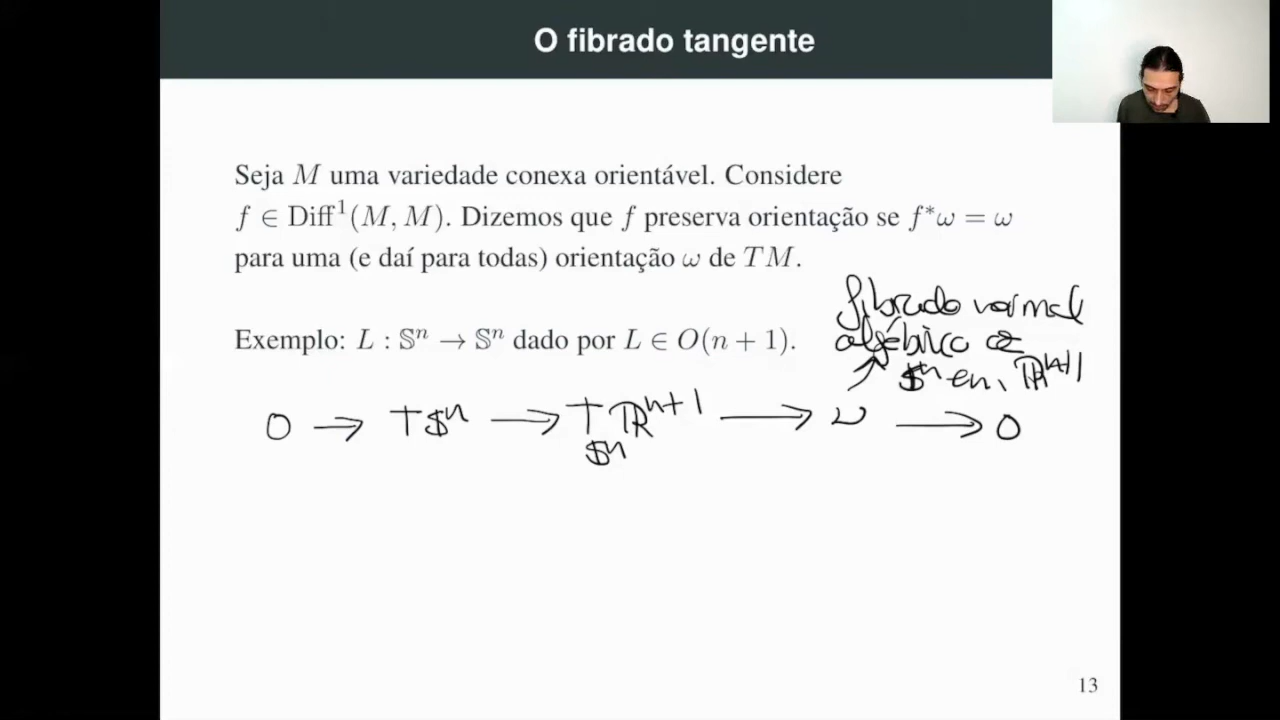 O fibrado tangente
Seja M uma variedade conexa orientável. Considere
f ∈ Diff¹(M, M). Dizemos que f preserva orientação se f*ω = ω
para uma (e daí para todas) orientação ω de TM.
Exemplo: L : 𝕊ⁿ → 𝕊ⁿ dado por L ∈ O(n + 1).
fibrado normal
algébrico de
𝕊ⁿ em ℝⁿ⁺¹
0 → T𝕊ⁿ → T_𝕊ⁿ ℝⁿ⁺¹ → ν → 0
13